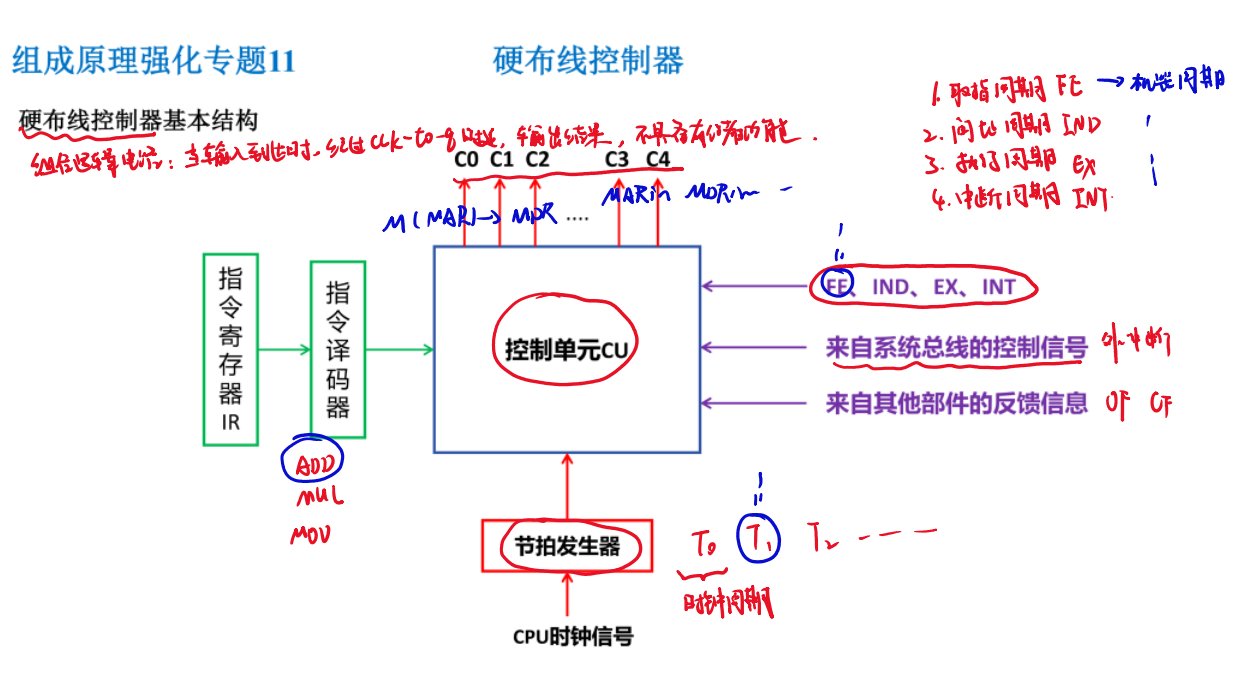 组成原理强化专题11
硬布线控制器
1. 取指周期 FE → 机器周期
硬布线控制器基本结构
2. 间址周期 IND
组合逻辑电路: 当输入到达时, 经过clk-to-q时延, 输出结果, 不具有存储的功能.
3. 执行周期 EX
4. 中断周期 INT
C0 C1 C2 C3 C4
M(MAR)→MDR .... MARin MDRin
指令寄存器IR
指令译码器
控制单元CU
FE、IND、EX、INT
来自系统总线的控制信号 外中断
来自其他部件的反馈信息 OF CF
ADD
MUL
MOV
节拍发生器 T0 T1 T2
时钟周期
CPU时钟信号